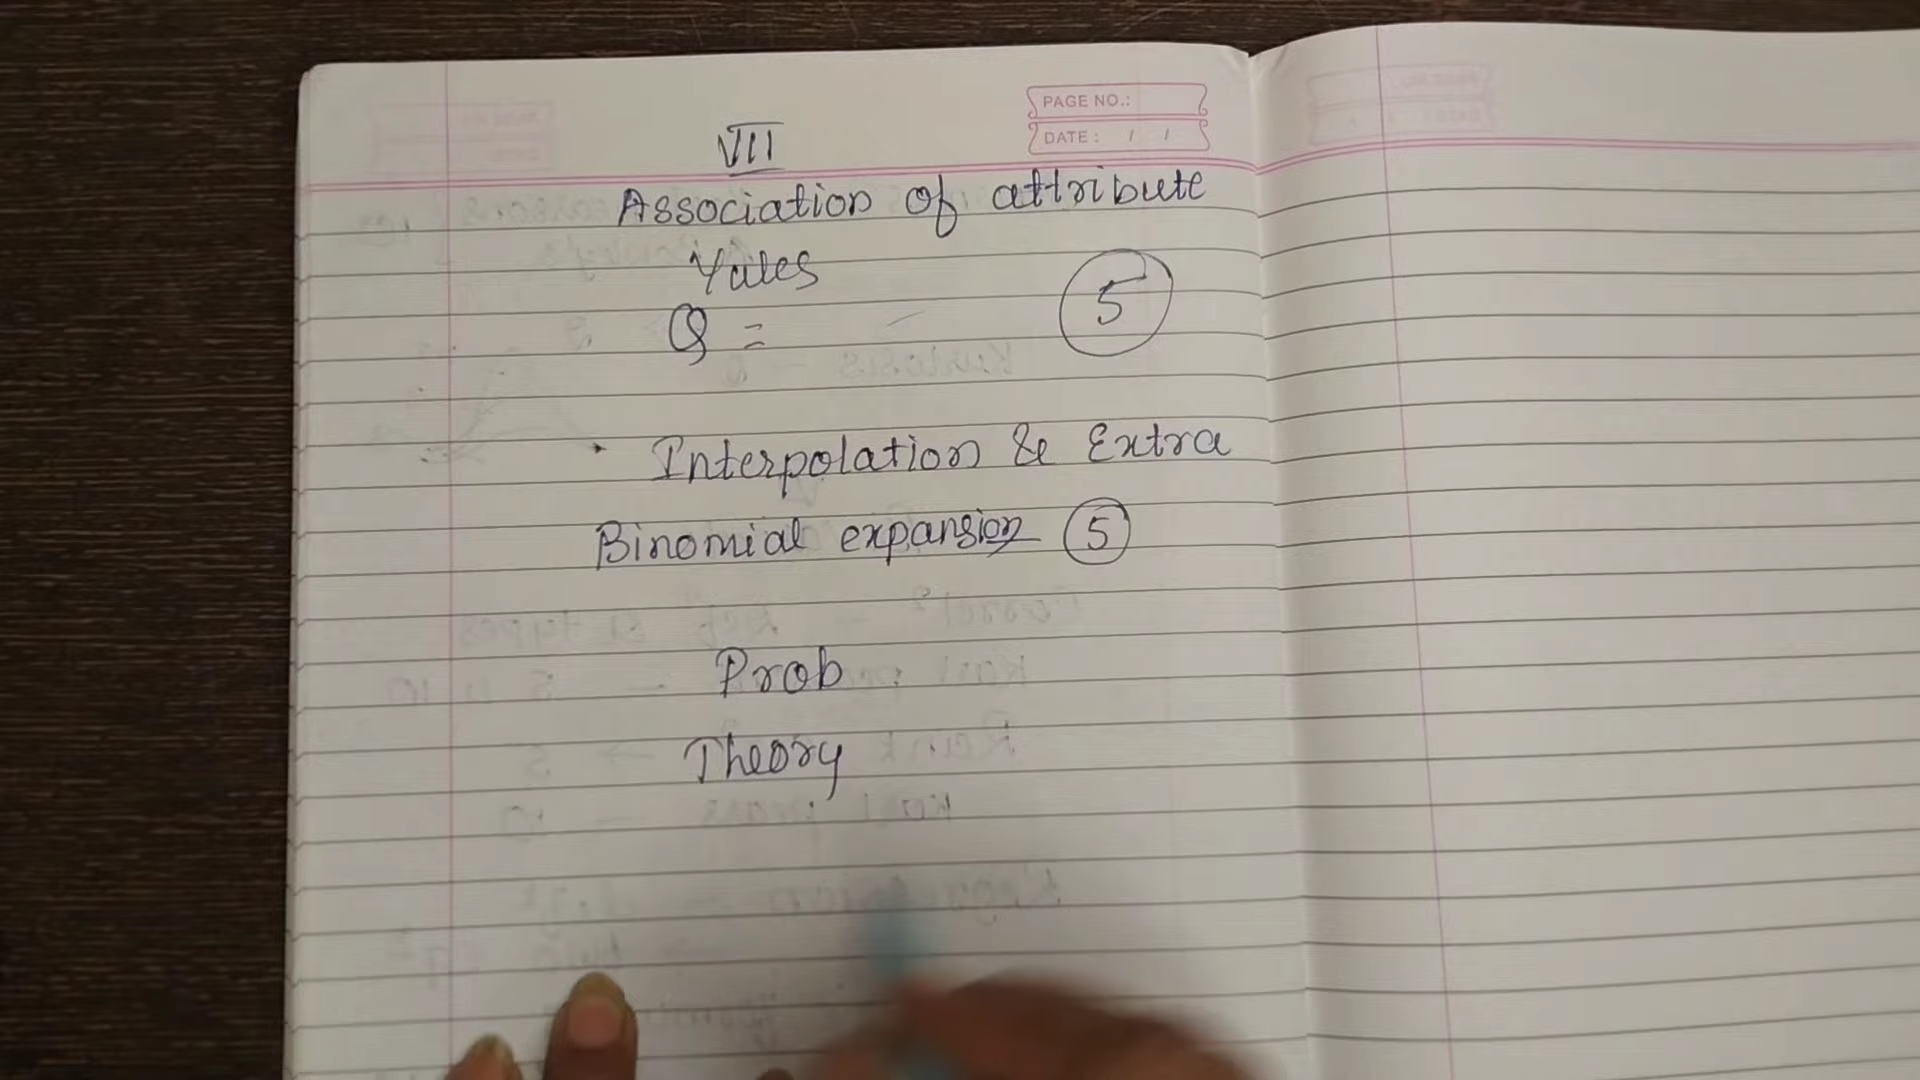 PAGE NO.:
DATE : / /
VII
Association of attribute
Yules
Q =
5
Interpolation & Extra
Binomial expansion 5
Prob.
Theory